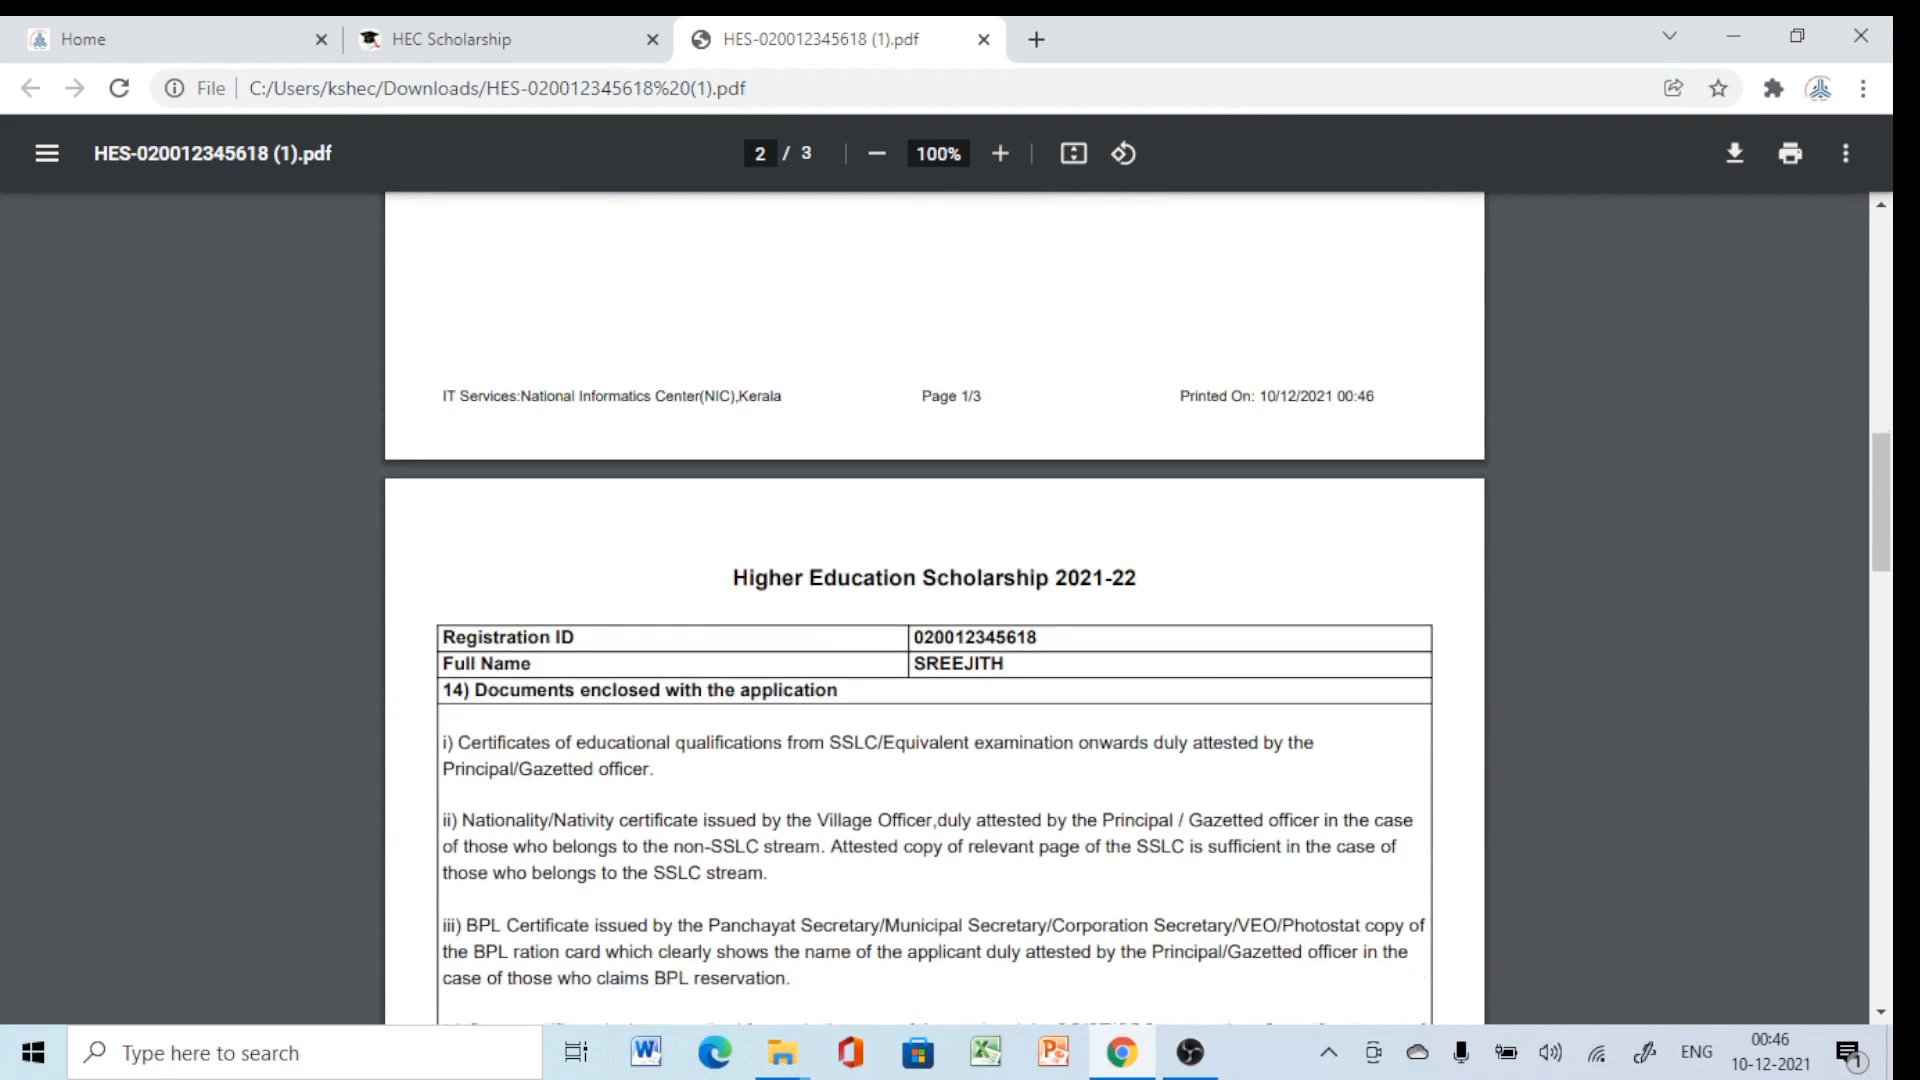 Home
HEC Scholarship
HES-020012345618 (1).pdf
File
C:/Users/kshec/Downloads/HES-020012345618%20(1).pdf
HES-020012345618 (1).pdf
2 / 3
100%
IT Services:National Informatics Center(NIC),Kerala
Page 1/3
Printed On: 10/12/2021 00:46
Higher Education Scholarship 2021-22
Registration ID 020012345618
Full Name SREEJITH
14) Documents enclosed with the application
i) Certificates of educational qualifications from SSLC/Equivalent examination onwards duly attested by the
Principal/Gazetted officer.
ii) Nationality/Nativity certificate issued by the Village Officer,duly attested by the Principal / Gazetted officer in the case
of those who belongs to the non-SSLC stream. Attested copy of relevant page of the SSLC is sufficient in the case of
those who belongs to the SSLC stream.
iii) BPL Certificate issued by the Panchayat Secretary/Municipal Secretary/Corporation Secretary/VEO/Photostat copy of
the BPL ration card which clearly shows the name of the applicant duly attested by the Principal/Gazetted officer in the
case of those who claims BPL reservation.
Type here to search
ENG
00:46
10-12-2021
1